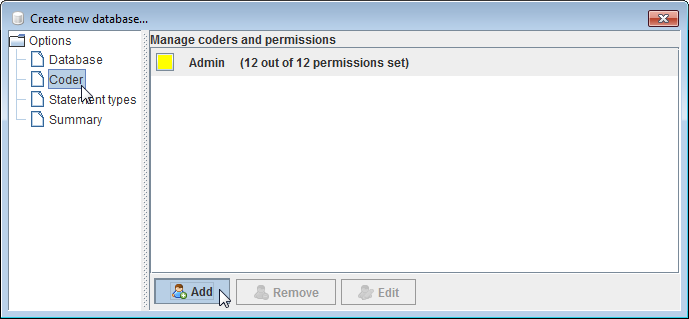 Create new database...
Options
Database
Coder
Statement types
Summary
Manage coders and permissions
Admin (12 out of 12 permissions set)
Add
Remove
Edit